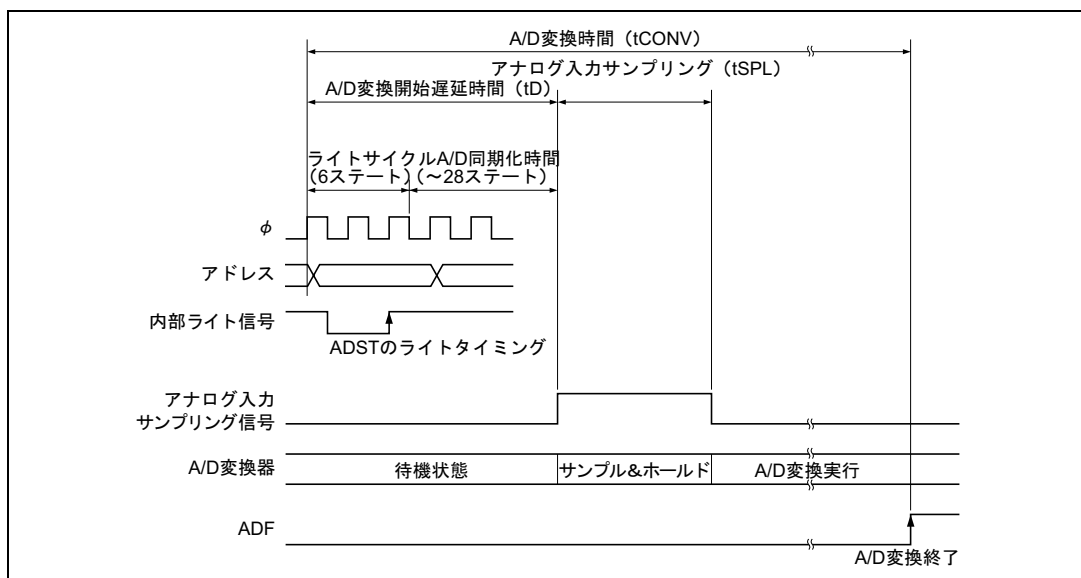 A/D変換時間（tCONV）
アナログ入力サンプリング（tSPL）
A/D変換開始遅延時間（tD）
ライトサイクル A/D同期化時間
（6ステート）（～28ステート）
φ
アドレス
内部ライト信号
ADSTのライトタイミング
アナログ入力
サンプリング信号
A/D変換器 待機状態 サンプル&ホールド A/D変換実行
ADF
A/D変換終了